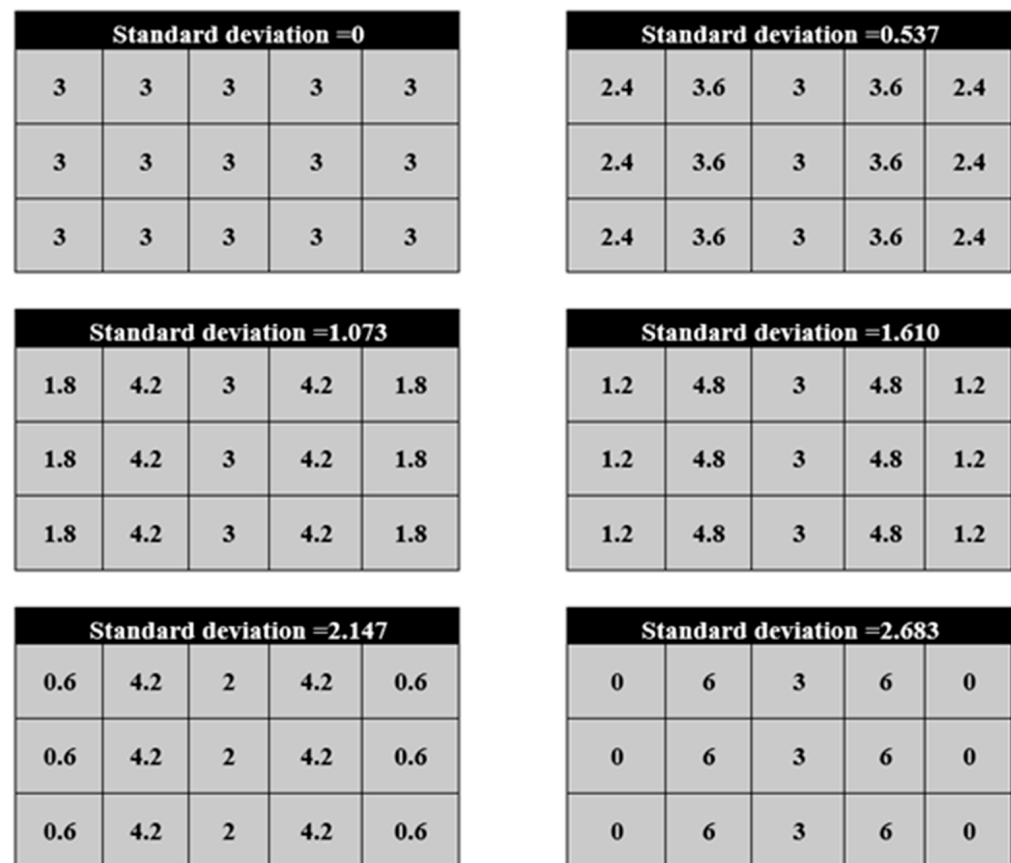 Standard deviation =0
3 3 3 3 3
3 3 3 3 3
3 3 3 3 3
Standard deviation =0.537
2.4 3.6 3 3.6 2.4
2.4 3.6 3 3.6 2.4
2.4 3.6 3 3.6 2.4
Standard deviation =1.073
1.8 4.2 3 4.2 1.8
1.8 4.2 3 4.2 1.8
1.8 4.2 3 4.2 1.8
Standard deviation =1.610
1.2 4.8 3 4.8 1.2
1.2 4.8 3 4.8 1.2
1.2 4.8 3 4.8 1.2
Standard deviation =2.147
0.6 4.2 2 4.2 0.6
0.6 4.2 2 4.2 0.6
0.6 4.2 2 4.2 0.6
Standard deviation =2.683
0 6 3 6 0
0 6 3 6 0
0 6 3 6 0